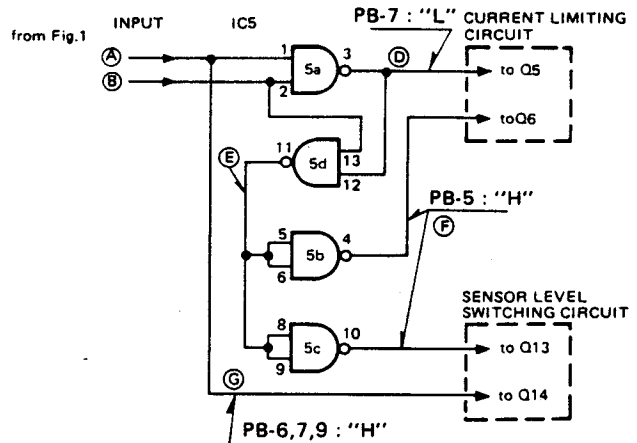 from Fig.1
INPUT
IC5
PB-7 : "L"
CURRENT LIMITING
CIRCUIT
A
B
1
2
3
5a
D
to Q5
toQ6
E
11
5d
13
12
PB-5 : "H"
F
5
6
5b
4
8
9
5c
10
SENSOR LEVEL
SWITCHING CIRCUIT
to Q13
to Q14
G
PB-6,7,9 : "H"